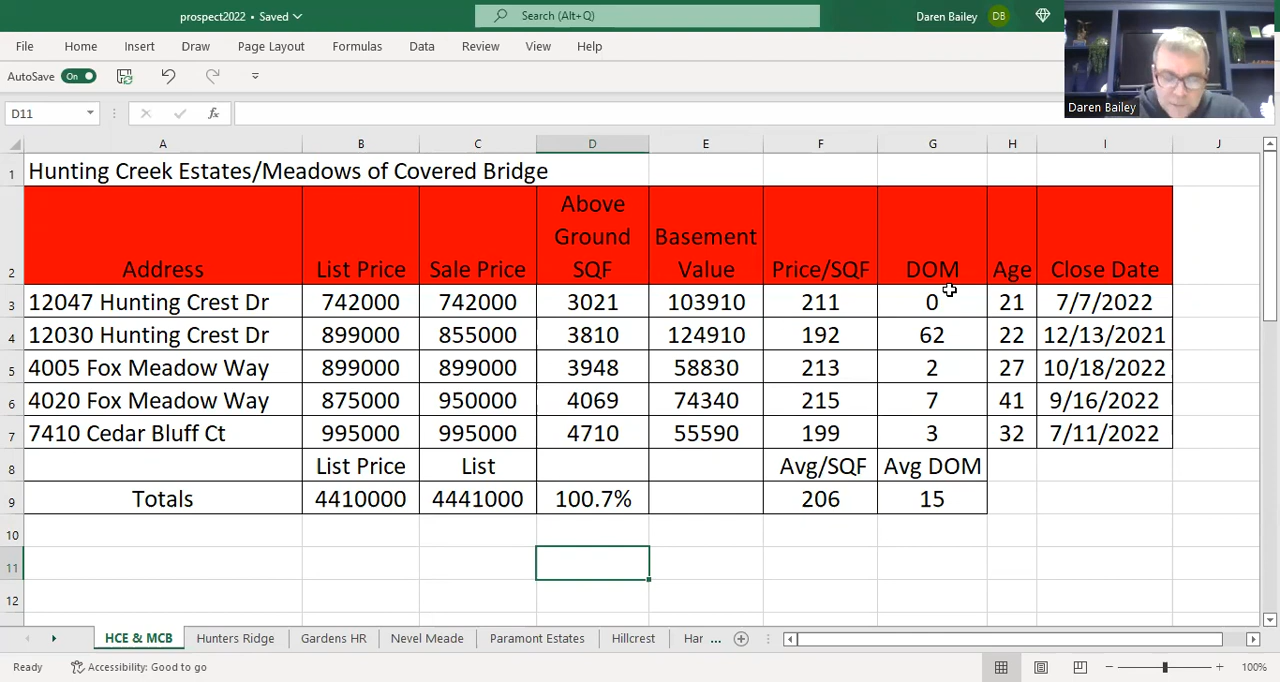 prospect2022 • Saved
Search (Alt+Q)
Daren Bailey
DB
File Home Insert Draw Page Layout Formulas Data Review View Help
AutoSave On
Daren Bailey
D11 fx
A B C D E F G H I J
1 Hunting Creek Estates/Meadows of Covered Bridge
2 Address List Price Sale Price Above Ground SQF Basement Value Price/SQF DOM Age Close Date
3 12047 Hunting Crest Dr 742000 742000 3021 103910 211 0 21 7/7/2022
4 12030 Hunting Crest Dr 899000 855000 3810 124910 192 62 22 12/13/2021
5 4005 Fox Meadow Way 899000 899000 3948 58830 213 2 27 10/18/2022
6 4020 Fox Meadow Way 875000 950000 4069 74340 215 7 41 9/16/2022
7 7410 Cedar Bluff Ct 995000 995000 4710 55590 199 3 32 7/11/2022
8 List Price List Avg/SQF Avg DOM
9 Totals 4410000 4441000 100.7% 206 15
10
11
12
HCE & MCB Hunters Ridge Gardens HR Nevel Meade Paramont Estates Hillcrest Har ...
Ready Accessibility: Good to go 100%